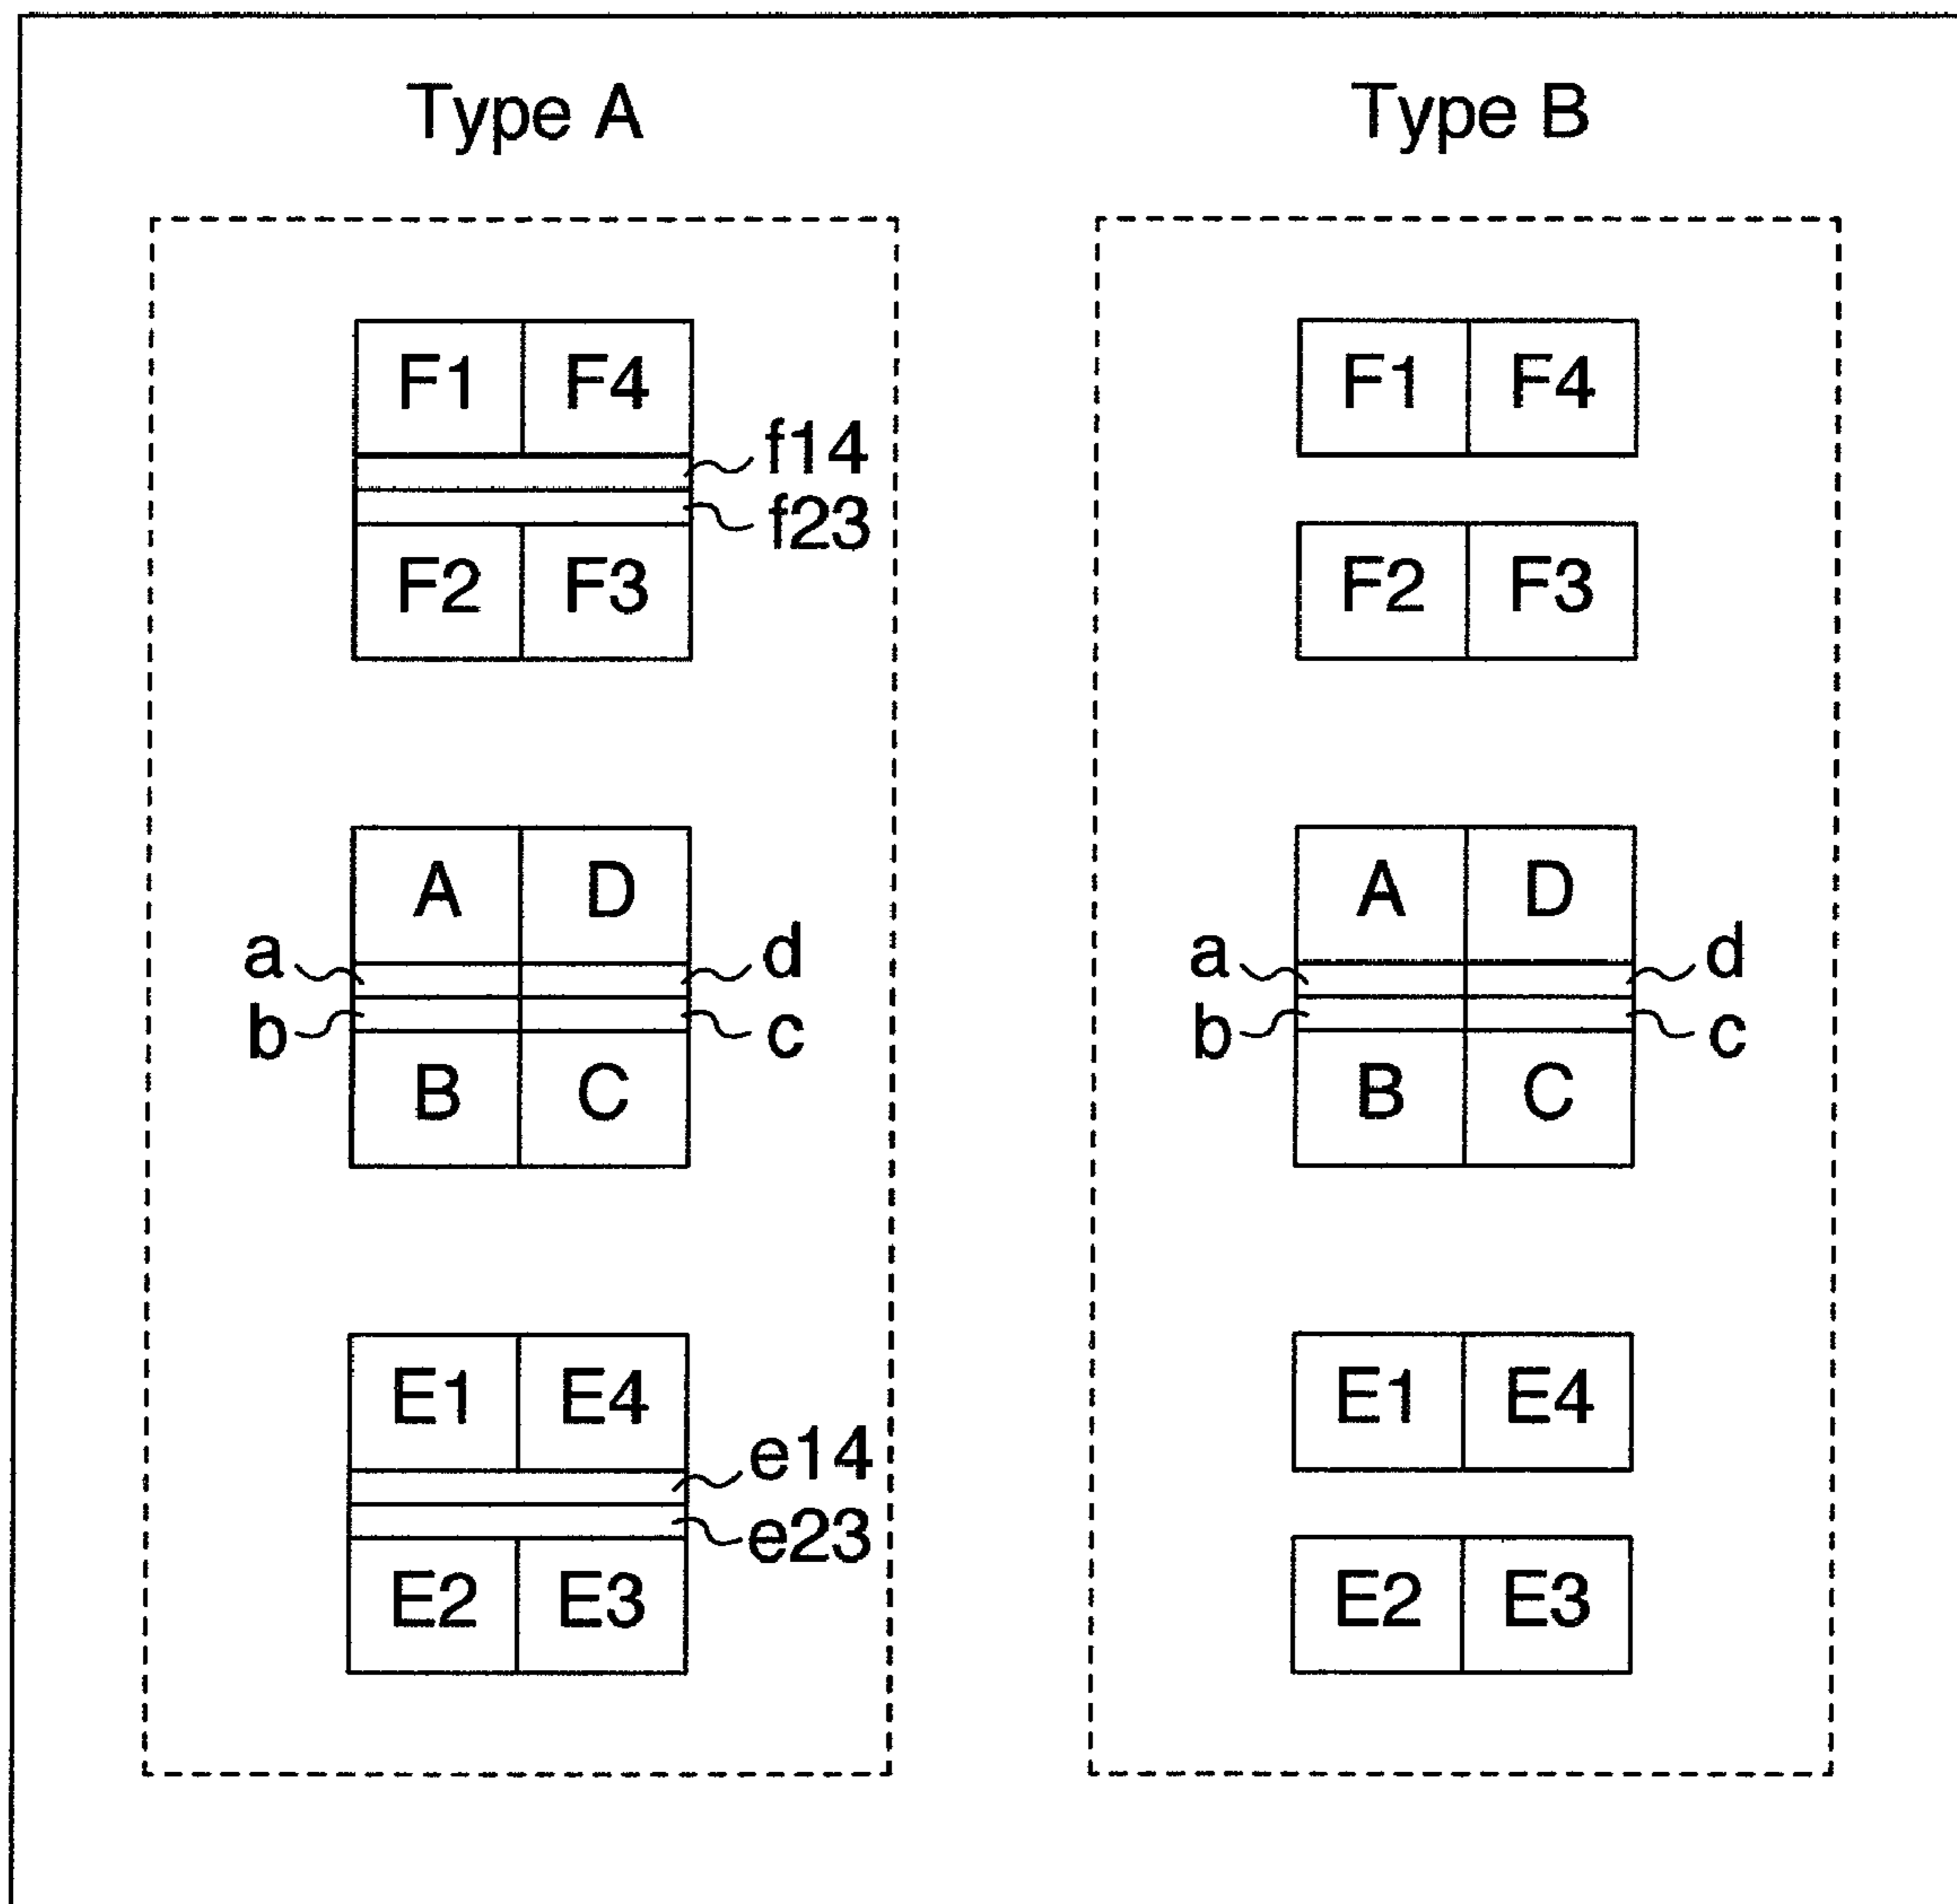 Type A
F1 F4
f14
f23
F2 F3
A D
a d
b c
B C
E1 E4
e14
e23
E2 E3
Type B
F1 F4
F2 F3
A D
a d
b c
B C
E1 E4
E2 E3